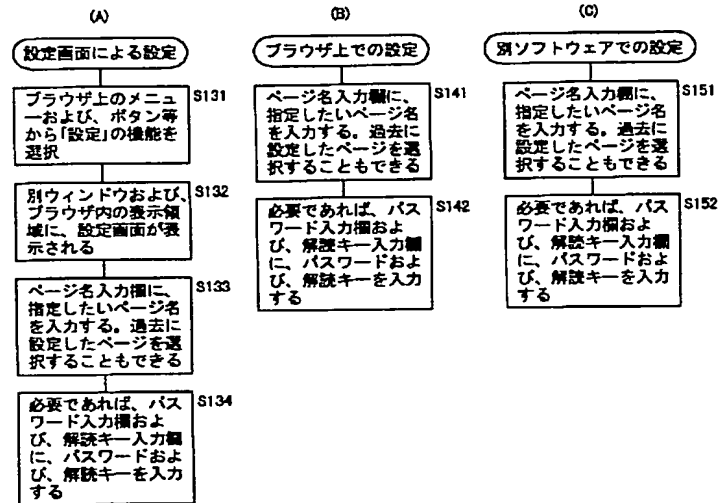 (A)
設定画面による設定
ブラウザ上のメニュ
ーおよび、ボタン等
から「設定」の機能を
選択
S131
別ウィンドウおよび、
ブラウザ内の表示領
域に、設定画面が表
示される
S132
ページ名入力欄に、
指定したいページ名
を入力する。過去に
設定したページを選
択することもできる
S133
必要であれば、パス
ワード入力欄およ
び、解読キー入力欄
に、パスワードおよ
び、解読キーを入力
する
S134
(B)
ブラウザ上での設定
ページ名入力欄に、
指定したいページ名
を入力する。過去に
設定したページを選
択することもできる
S141
必要であれば、パス
ワード入力欄およ
び、解読キー入力欄
に、パスワードおよ
び、解読キーを入力
する
S142
(C)
別ソフトウェアでの設定
ページ名入力欄に、
指定したいページ名
を入力する。過去に
設定したページを選
択することもできる
S151
必要であれば、パス
ワード入力欄およ
び、解読キー入力欄
に、パスワードおよ
び、解読キーを入力
する
S152